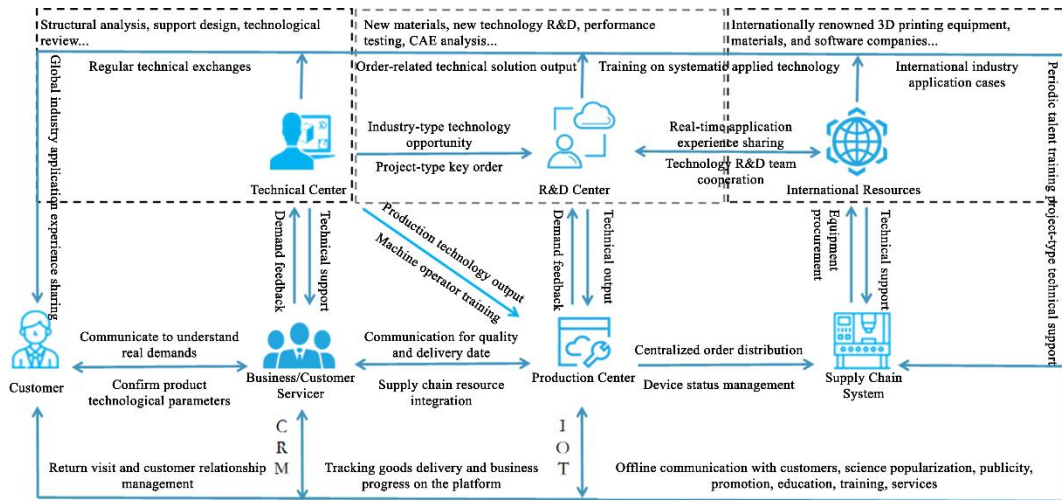 Structural analysis, support design, technological
review...
New materials, new technology R&D, performance
testing, CAE analysis...
Internationally renowned 3D printing equipment,
materials, and software companies...
Regular technical exchanges
Order-related technical solution output
Training on systematic applied technology
International industry
application cases
Global industry application experience sharing
Periodic talent training project-type technical support
Industry-type technology
opportunity
Project-type key order
Real-time application
experience sharing
Technology R&D team
cooperation
Technical Center
R&D Center
International Resources
Demand feedback
Technical support
Production technology output
Machine operator training
Demand feedback
Technical output
Equipment
procurement
Technical support
Communicate to understand
real demands
Confirm product
technological parameters
Communication for quality
and delivery date
Supply chain resource
integration
Centralized order distribution
Device status management
Customer
Business/Customer
Servicer
Production Center
Supply Chain
System
C
R
M
I
O
T
Return visit and customer relationship
management
Tracking goods delivery and business
progress on the platform
Offline communication with customers, science popularization, publicity,
promotion, education, training, services